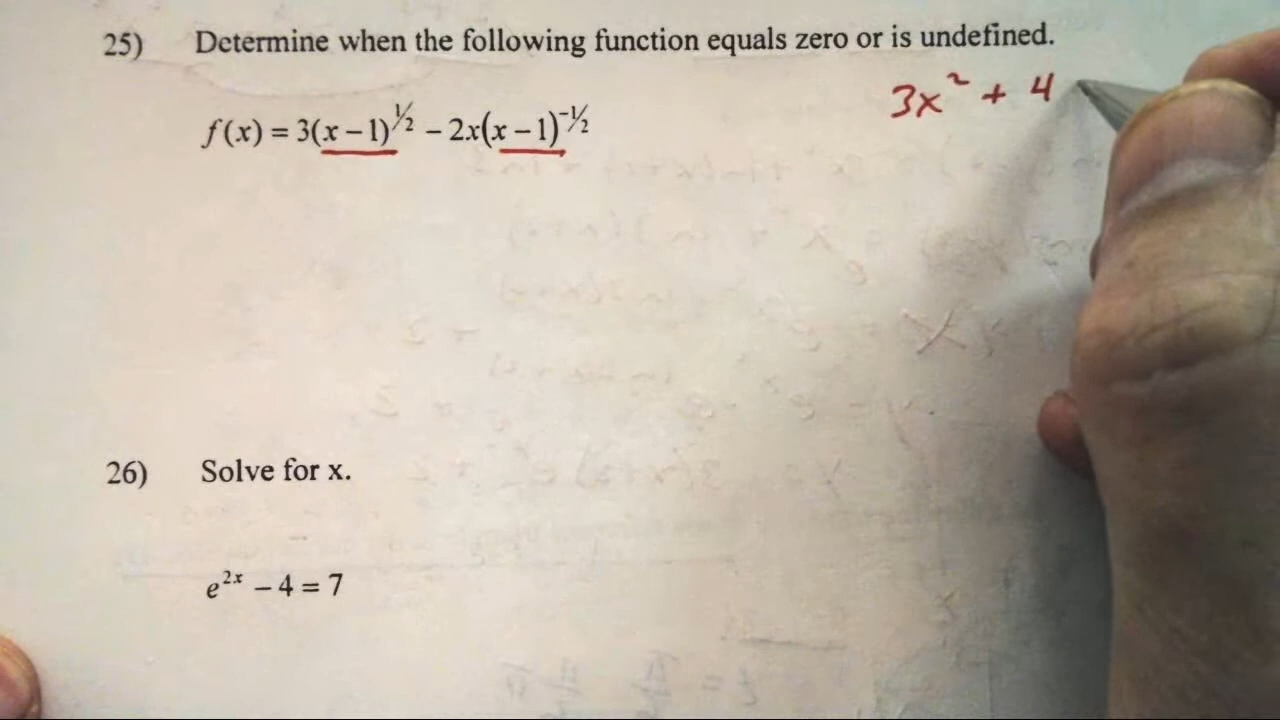 25) Determine when the following function equals zero or is undefined.
3x² + 4
f(x) = 3(x − 1)^½ − 2x(x − 1)^−½
26) Solve for x.
e^2x − 4 = 7